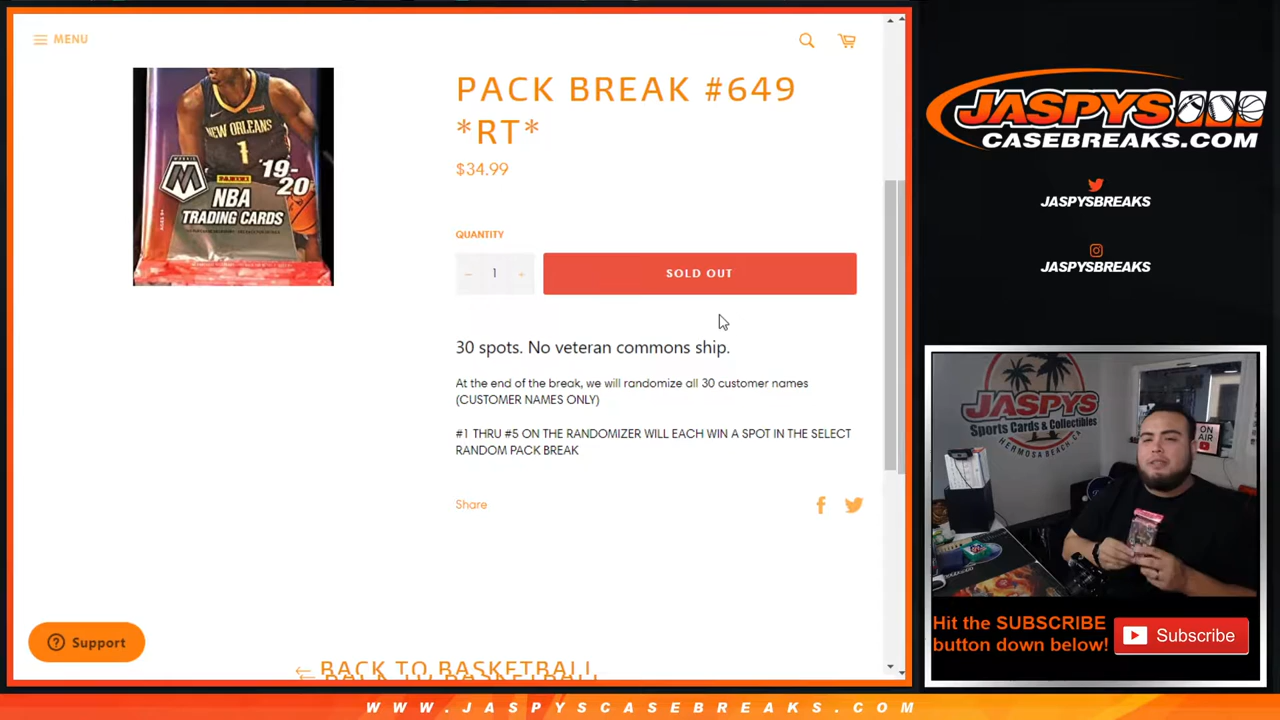 MENU
PACK BREAK #649
*RT*
$34.99
QUANTITY
1
SOLD OUT
30 spots. No veteran commons ship.
At the end of the break, we will randomize all 30 customer names
(CUSTOMER NAMES ONLY)
#1 THRU #5 ON THE RANDOMIZER WILL EACH WIN A SPOT IN THE SELECT
RANDOM PACK BREAK
Share
Support
← BACK TO BASKETBALL
NEW ORLEANS
1
MOSAIC
PANINI
19-
20
NBA
TRADING CARDS
JASPYS
CASEBREAKS.COM
JASPYSBREAKS
JASPYSBREAKS
JASPYS
Sports Cards & Collectibles
HERMOSA BEACH, CA
ON
AIR
Hit the SUBSCRIBE
button down below!
Subscribe
WWW.JASPYSCASEBREAKS.COM